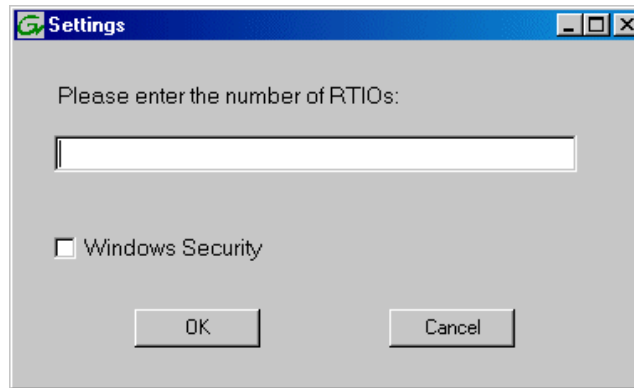 Settings
Please enter the number of RTIOs:
Windows Security
OK
Cancel